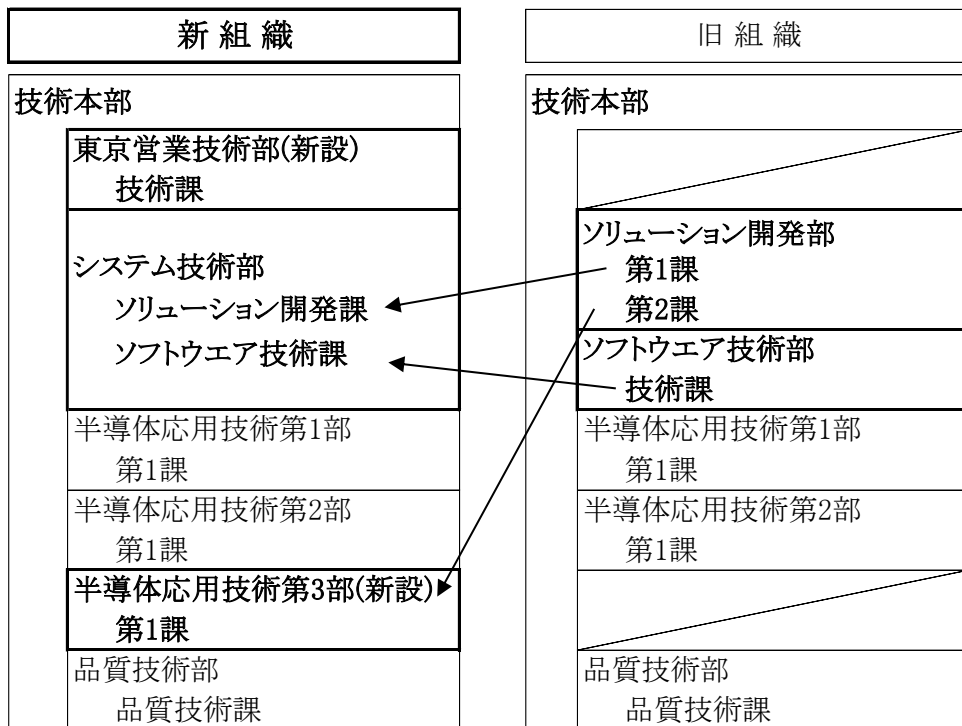 新 組 織
技術本部
東京営業技術部(新設)
技術課
システム技術部
ソリューション開発課
ソフトウエア技術課
半導体応用技術第1部
第1課
半導体応用技術第2部
第1課
半導体応用技術第3部(新設)
第1課
品質技術部
品質技術課
旧 組 織
技術本部
ソリューション開発部
第1課
第2課
ソフトウエア技術部
技術課
半導体応用技術第1部
第1課
半導体応用技術第2部
第1課
品質技術部
品質技術課